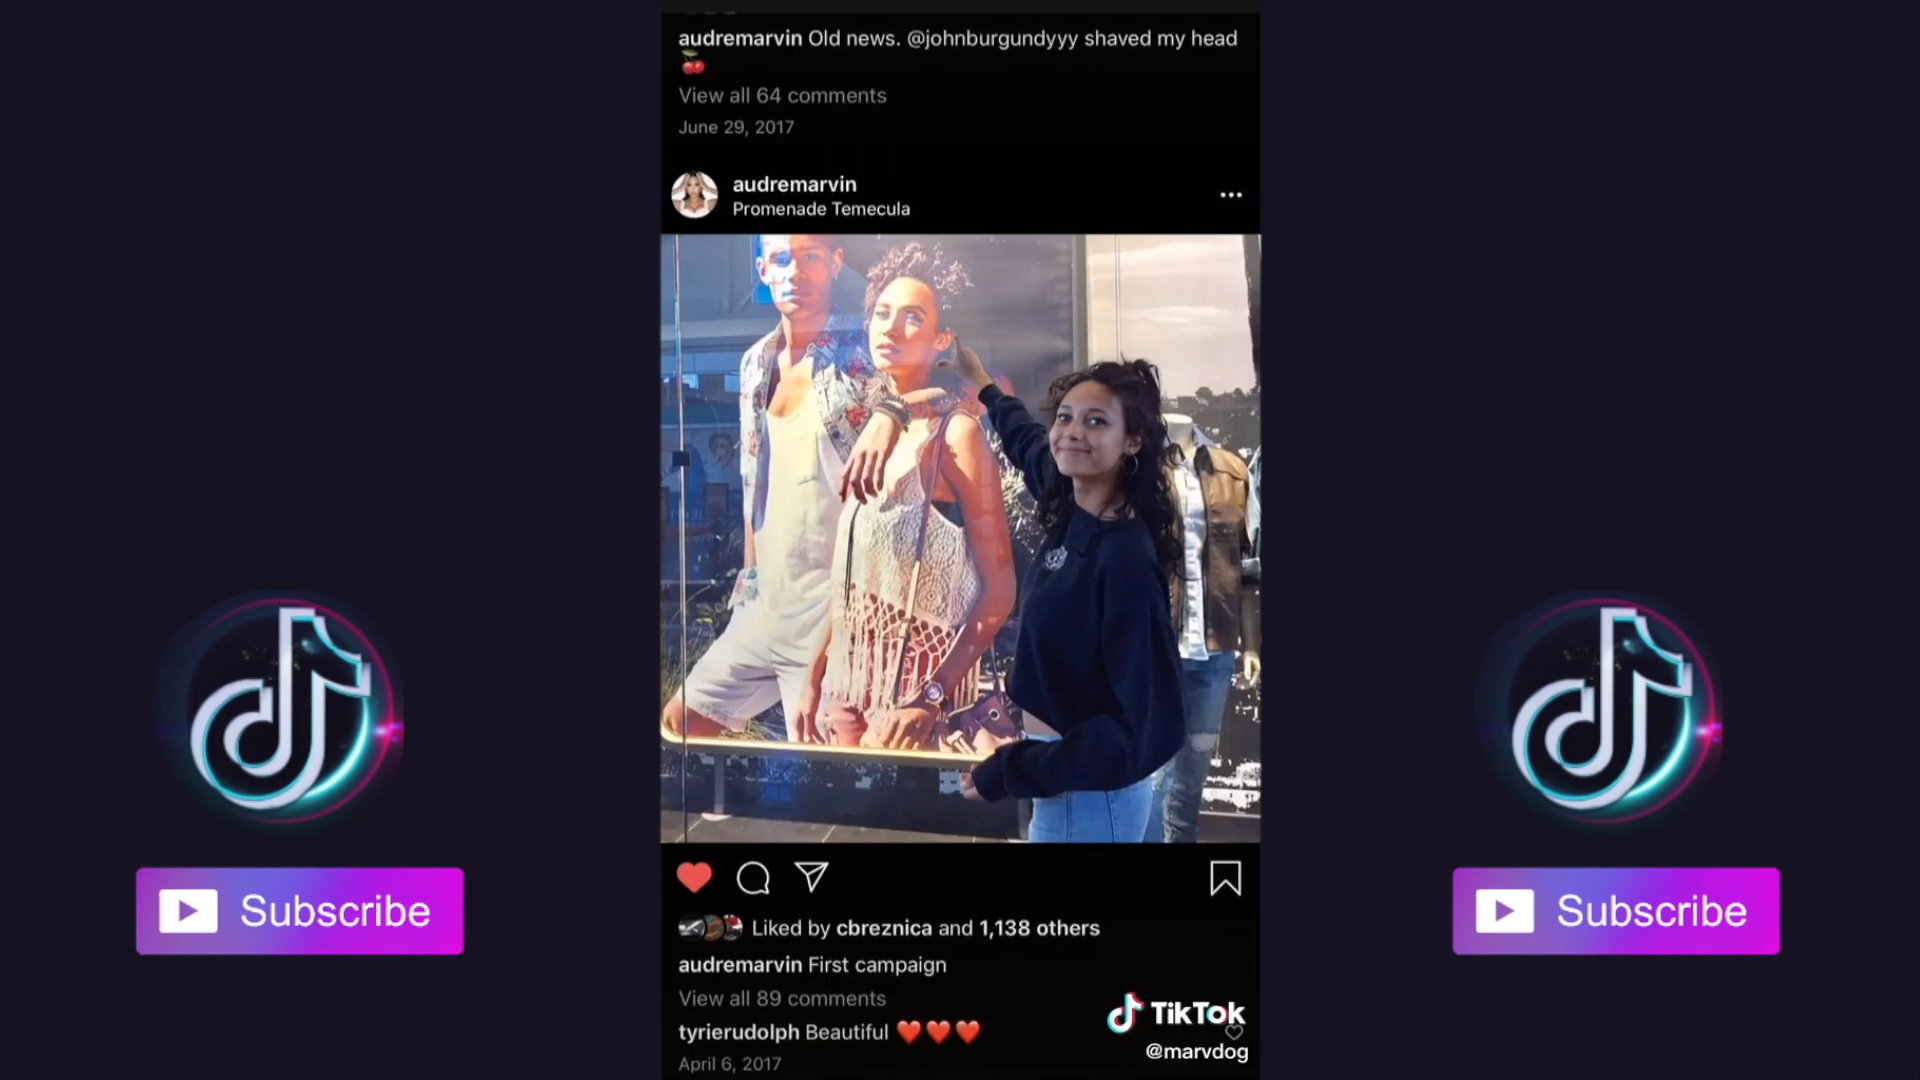 audremarvin Old news. @johnburgundyyy shaved my head
🍒
View all 64 comments
June 29, 2017
audremarvin
Promenade Temecula
Liked by cbreznica and 1,138 others
audremarvin First campaign
View all 89 comments
tyrierudolph Beautiful ❤️❤️❤️
April 6, 2017
TikTok
@marvdog
Subscribe
Subscribe